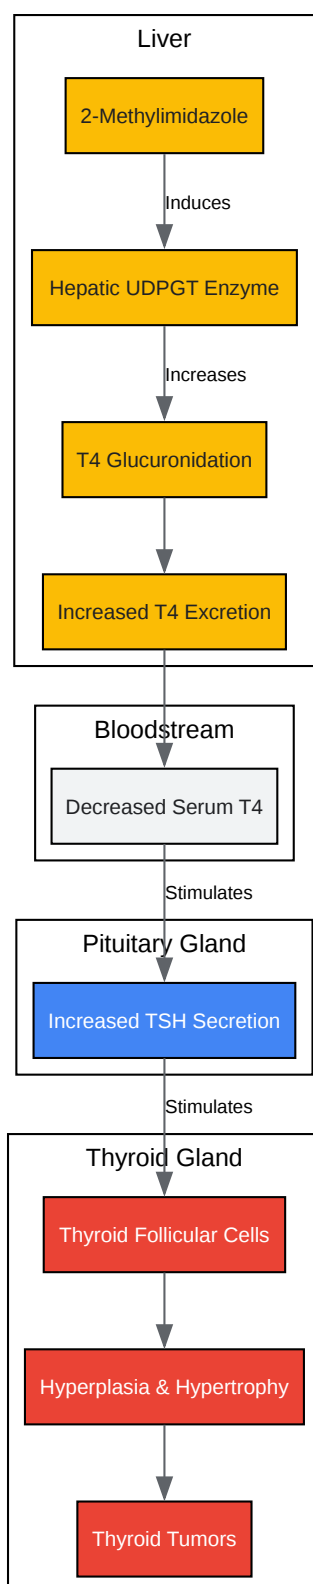 Liver
2-Methylimidazole
Induces
Hepatic UDPGT Enzyme
Increases
T4 Glucuronidation
Increased T4 Excretion
Bloodstream
Decreased Serum T4
Stimulates
Pituitary Gland
Increased TSH Secretion
Stimulates
Thyroid Gland
Thyroid Follicular Cells
Hyperplasia & Hypertrophy
Thyroid Tumors